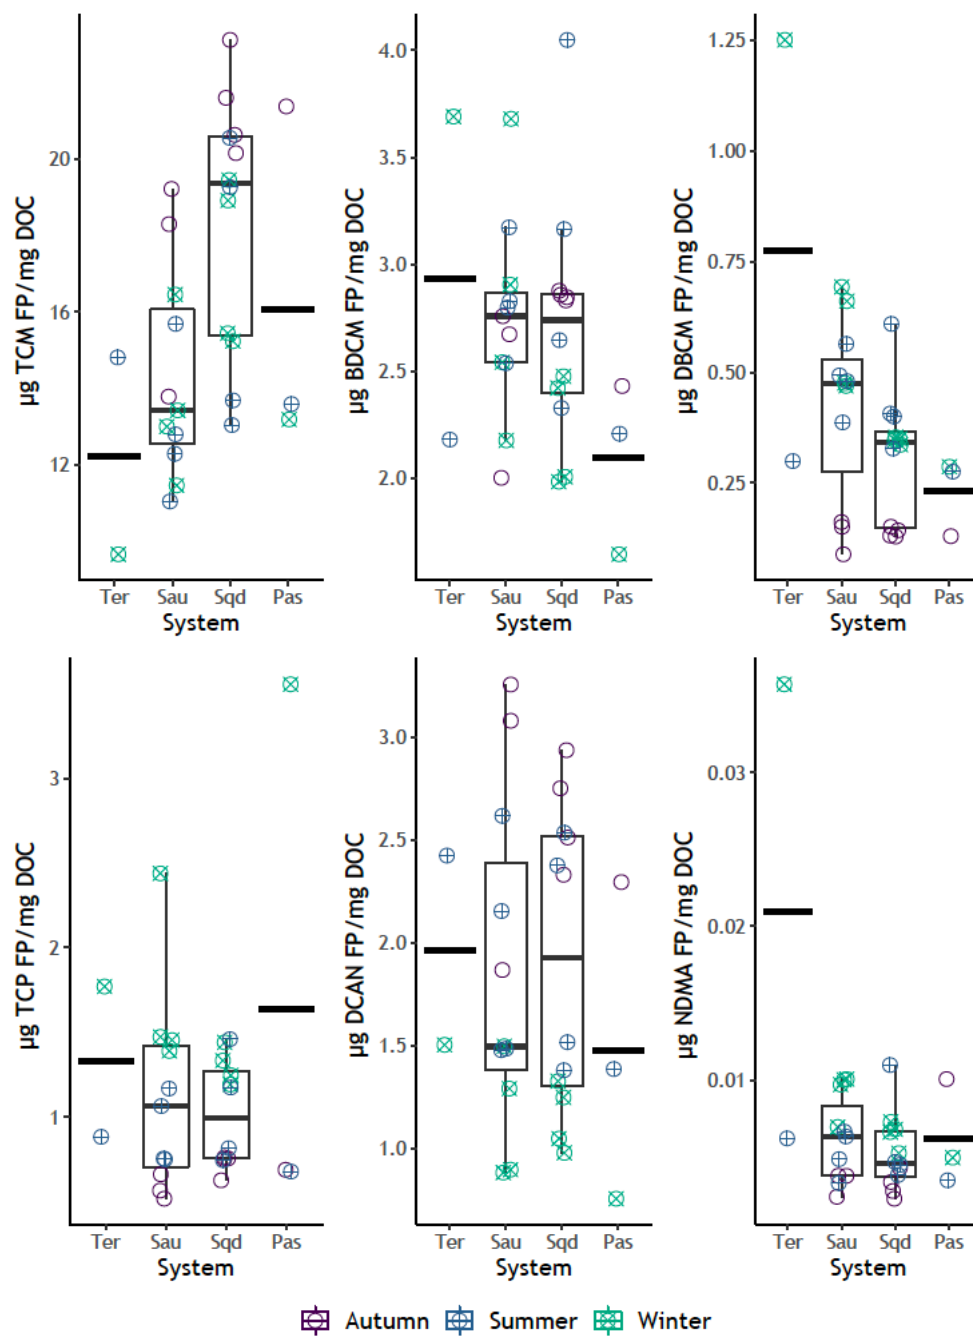 µg TCM FP/mg DOC
20
16
12
Ter Sau Sqd Pas
System
µg BDCM FP/mg DOC
4.0
3.5
3.0
2.5
2.0
Ter Sau Sqd Pas
System
µg DBCM FP/mg DOC
1.25
1.00
0.75
0.50
0.25
Ter Sau Sqd Pas
System
µg TCP FP/mg DOC
3
2
1
Ter Sau Sqd Pas
System
µg DCAN FP/mg DOC
3.0
2.5
2.0
1.5
1.0
Ter Sau Sqd Pas
System
µg NDMA FP/mg DOC
0.03
0.02
0.01
Ter Sau Sqd Pas
System
Autumn Summer Winter